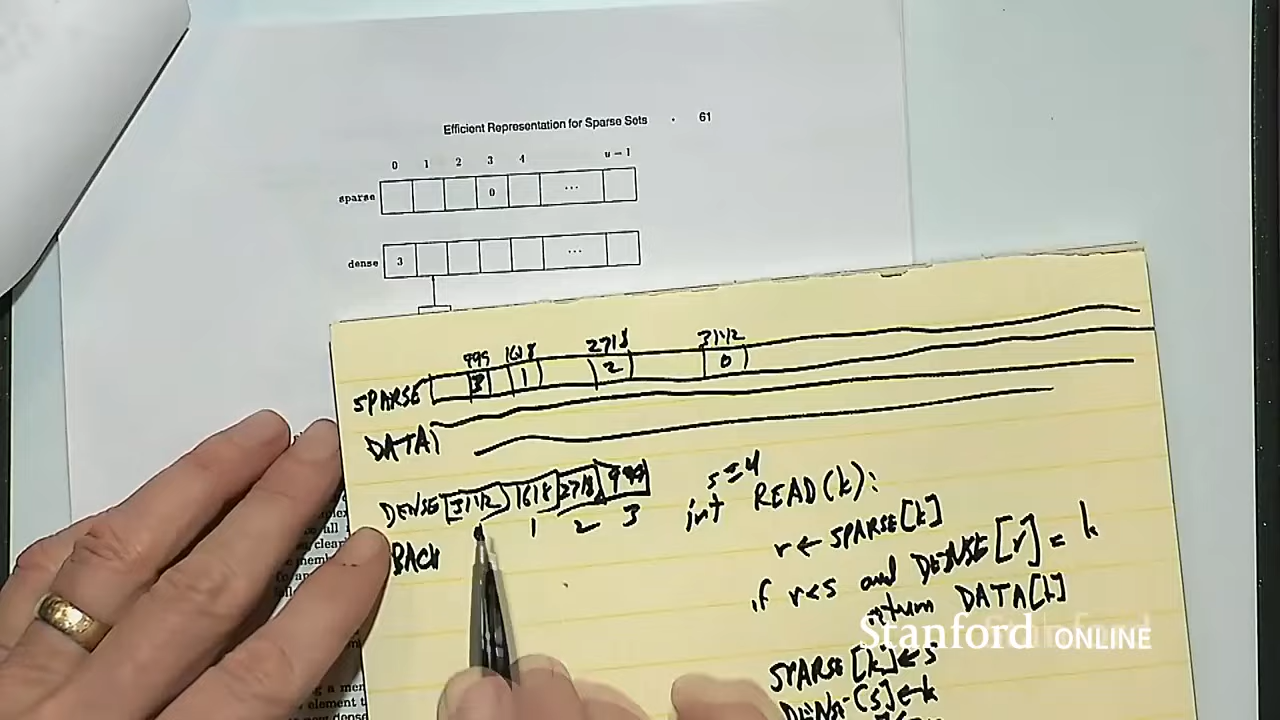 Efficient Representation for Sparse Sets · 61
0 1 2 3 4 u – 1
sparse 0 ...
dense 3 ...
999 1618 2718 3142
SPARSE 3 1 2 0
DATA
DENSE 3142 1618 2718 999
0 1 2 3
BACK
s=4
int READ(k):
r ← SPARSE[k]
if r<s and DENSE[r] = k
return DATA[k]
Stanford ONLINE
SPARSE[k] ← s
DENSE[s] ← k